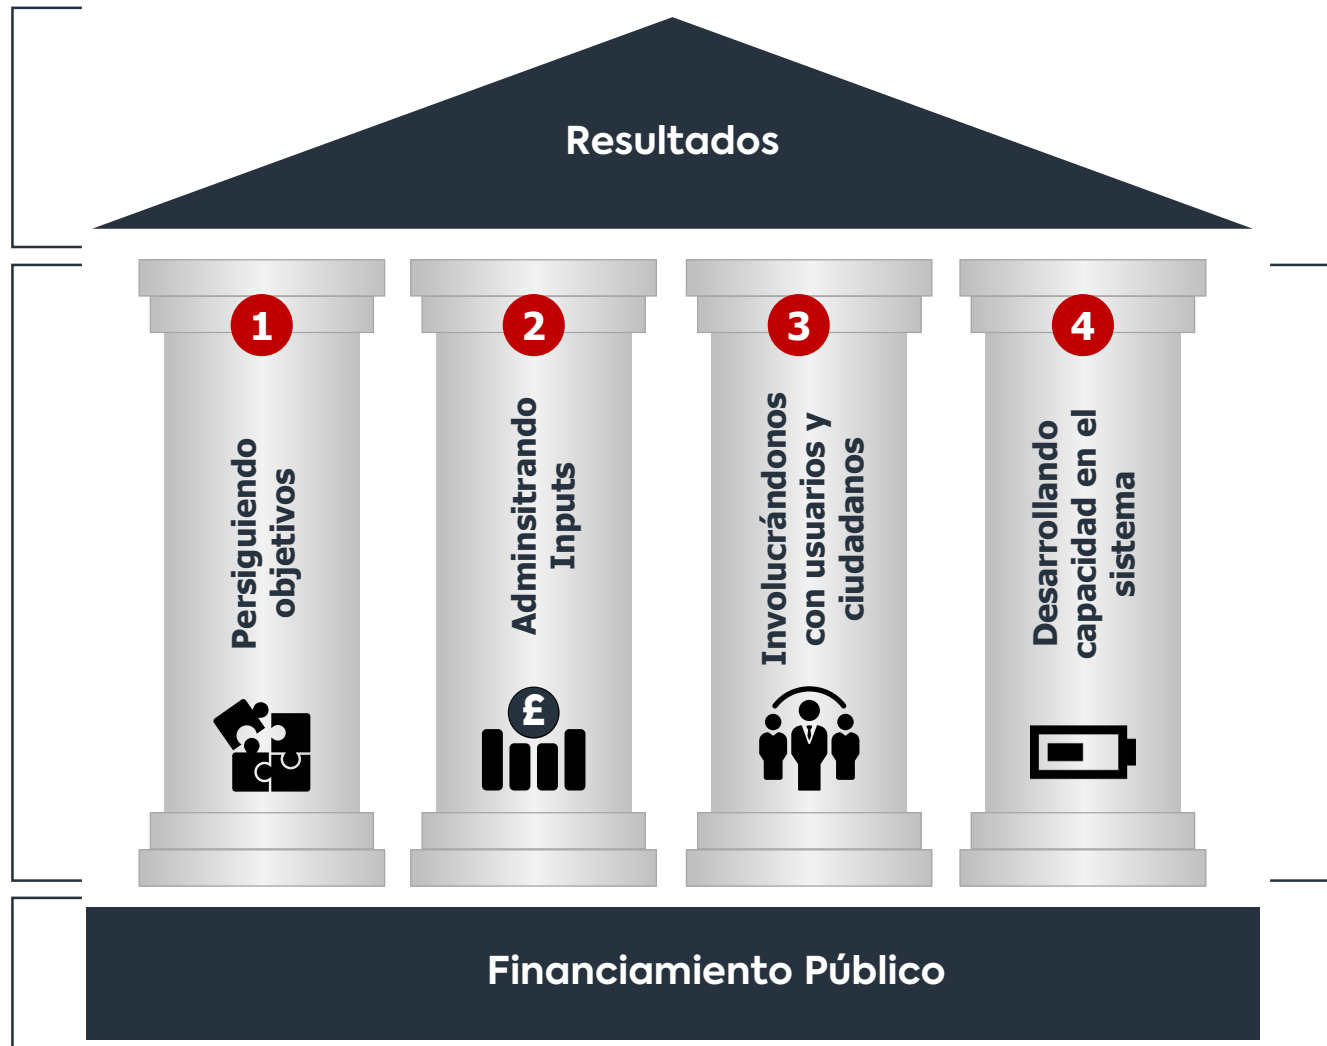 Resultados
1
Persiguiendo
objetivos
2
Adminsitrando
Inputs
£
3
Involucrándonos
con usuarios y
ciudadanos
4
Desarrollando
capacidad en el
sistema
Financiamiento Público